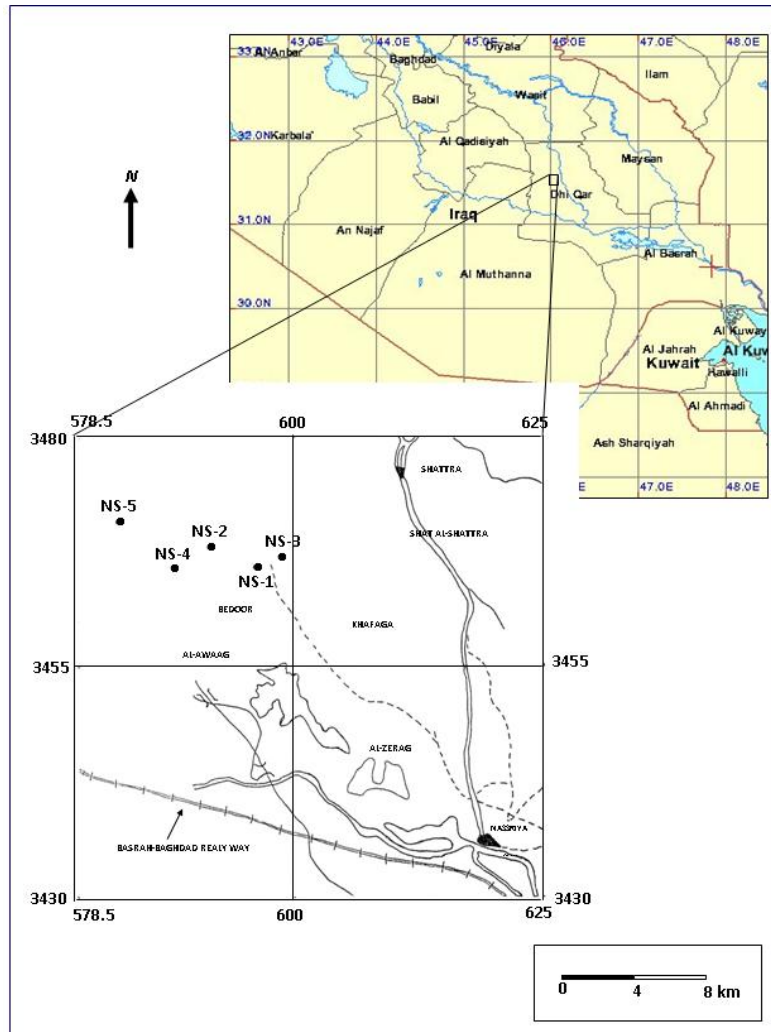 43.0E 44.0E 45.0E 46.0E 47.0E 48.0E
33.0N
Al Anbar
Baghdad
Diyala
Ilam
Babil
Wasit
32.0N
Karbala'
Al Qadisiyah
Maysan
N
Dhi Qar
31.0N
An Najaf
Iraq
Al Basrah
Al Muthanna
30.0N
Al Kuway
Al Jahrah
Al Kuw
Kuwait
Hawalli
Al Ahmadi
Ash Sharqiyah
47.0E 48.0E
578.5 600 625
3480
SHATTRA
NS-5
NS-2
SHAT AL-SHATTRA
NS-3
NS-4
NS-1
BEDOOR
KHAFAGA
AL-AWAAG
3455 3455
AL-ZERAG
NASSRIYA
BASRAH-BAGHDAD REALY WAY
3430 3430
578.5 600 625
0 4 8 km